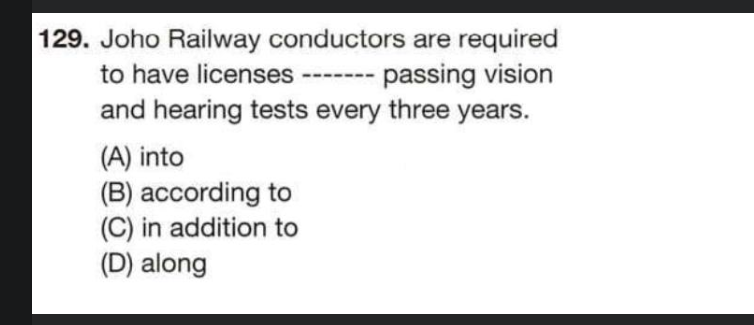 129. Joho Railway conductors are required
to have licenses ------- passing vision
and hearing tests every three years.
(A) into
(B) according to
(C) in addition to
(D) along